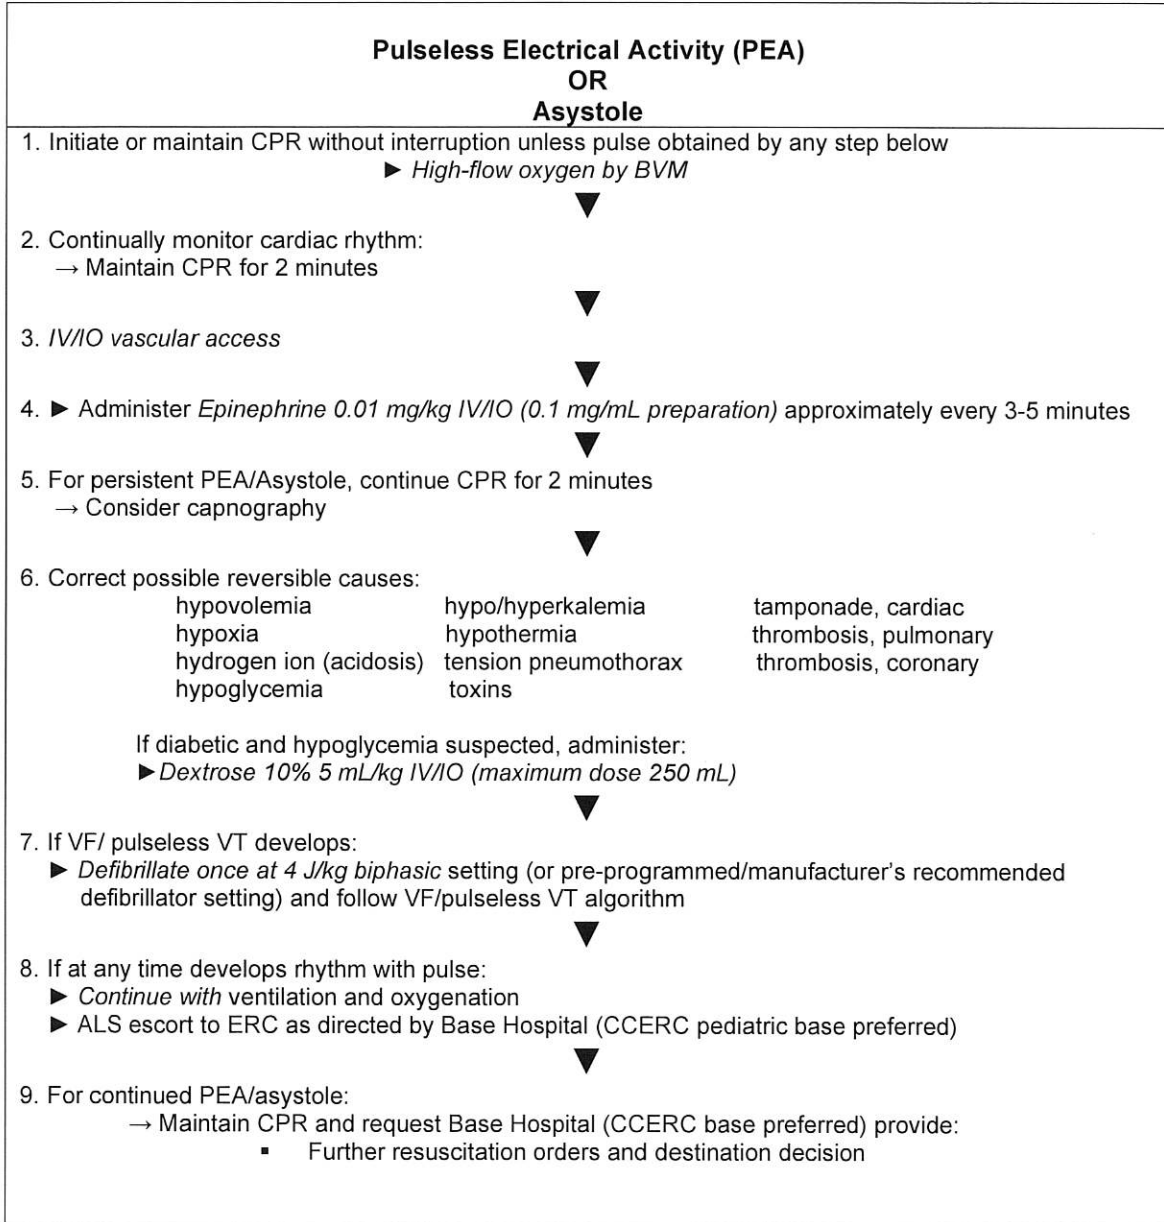 Pulseless Electrical Activity (PEA)
OR
Asystole
1. Initiate or maintain CPR without interruption unless pulse obtained by any step below
► High-flow oxygen by BVM
2. Continually monitor cardiac rhythm:
→ Maintain CPR for 2 minutes
3. IV/IO vascular access
4. ► Administer Epinephrine 0.01 mg/kg IV/IO (0.1 mg/mL preparation) approximately every 3-5 minutes
5. For persistent PEA/Asystole, continue CPR for 2 minutes
→ Consider capnography
6. Correct possible reversible causes:
hypovolemia hypo/hyperkalemia tamponade, cardiac
hypoxia hypothermia thrombosis, pulmonary
hydrogen ion (acidosis) tension pneumothorax thrombosis, coronary
hypoglycemia toxins
If diabetic and hypoglycemia suspected, administer:
►Dextrose 10% 5 mL/kg IV/IO (maximum dose 250 mL)
7. If VF/ pulseless VT develops:
► Defibrillate once at 4 J/kg biphasic setting (or pre-programmed/manufacturer's recommended
defibrillator setting) and follow VF/pulseless VT algorithm
8. If at any time develops rhythm with pulse:
► Continue with ventilation and oxygenation
► ALS escort to ERC as directed by Base Hospital (CCERC pediatric base preferred)
9. For continued PEA/asystole:
→ Maintain CPR and request Base Hospital (CCERC base preferred) provide:
▪ Further resuscitation orders and destination decision